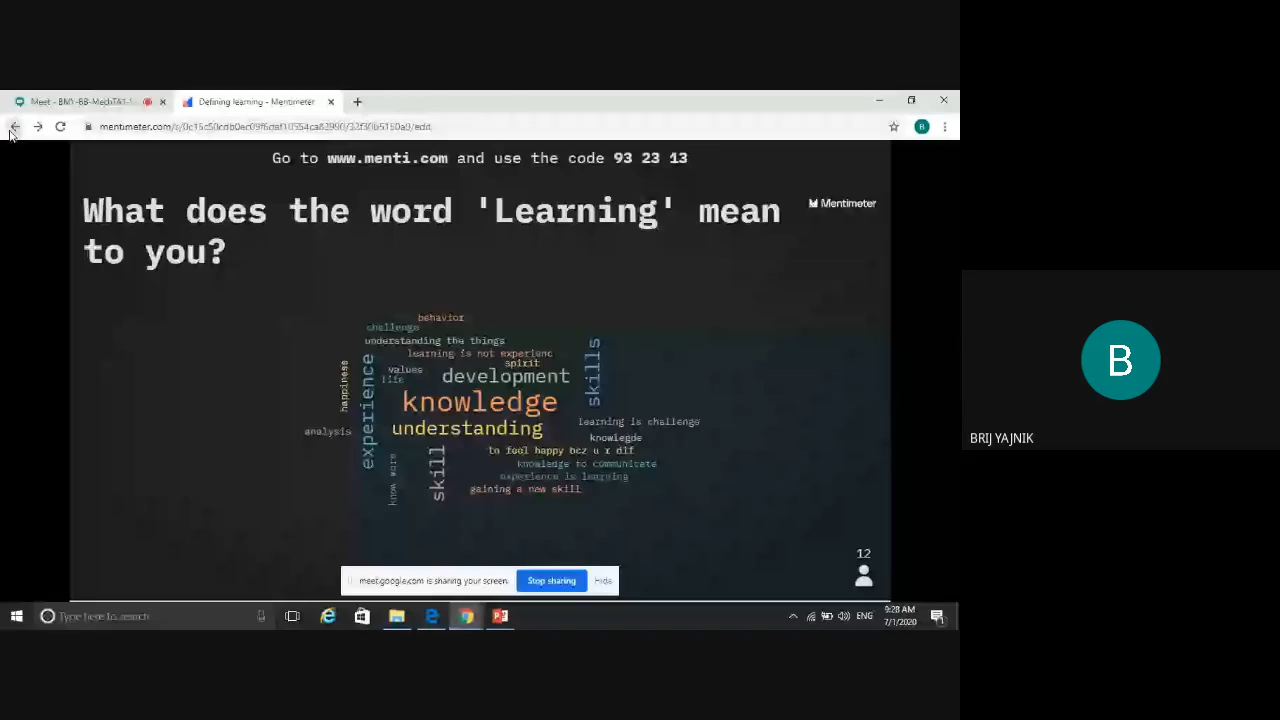 Meet - BMY-BB-MechTA1-1
Defining learning - Mentimeter
Go to www.menti.com and use the code 93 23 13
What does the word 'Learning' mean
to you?
Mentimeter
behavior
challenge
understanding the things
learning is not experienc
spirit
values
life
development
happiness
experience
skills
knowledge
understanding
analysis
learning is challenge
knowlegde
to feel happy bcz u r dif
knowledge to communicate
experience is learning
gaining a new skill
know more
skill
12
meet.google.com is sharing your screen.
Stop sharing
Hide
Type here to search
ENG
9:28 AM
7/1/2020
B
BRIJ YAJNIK